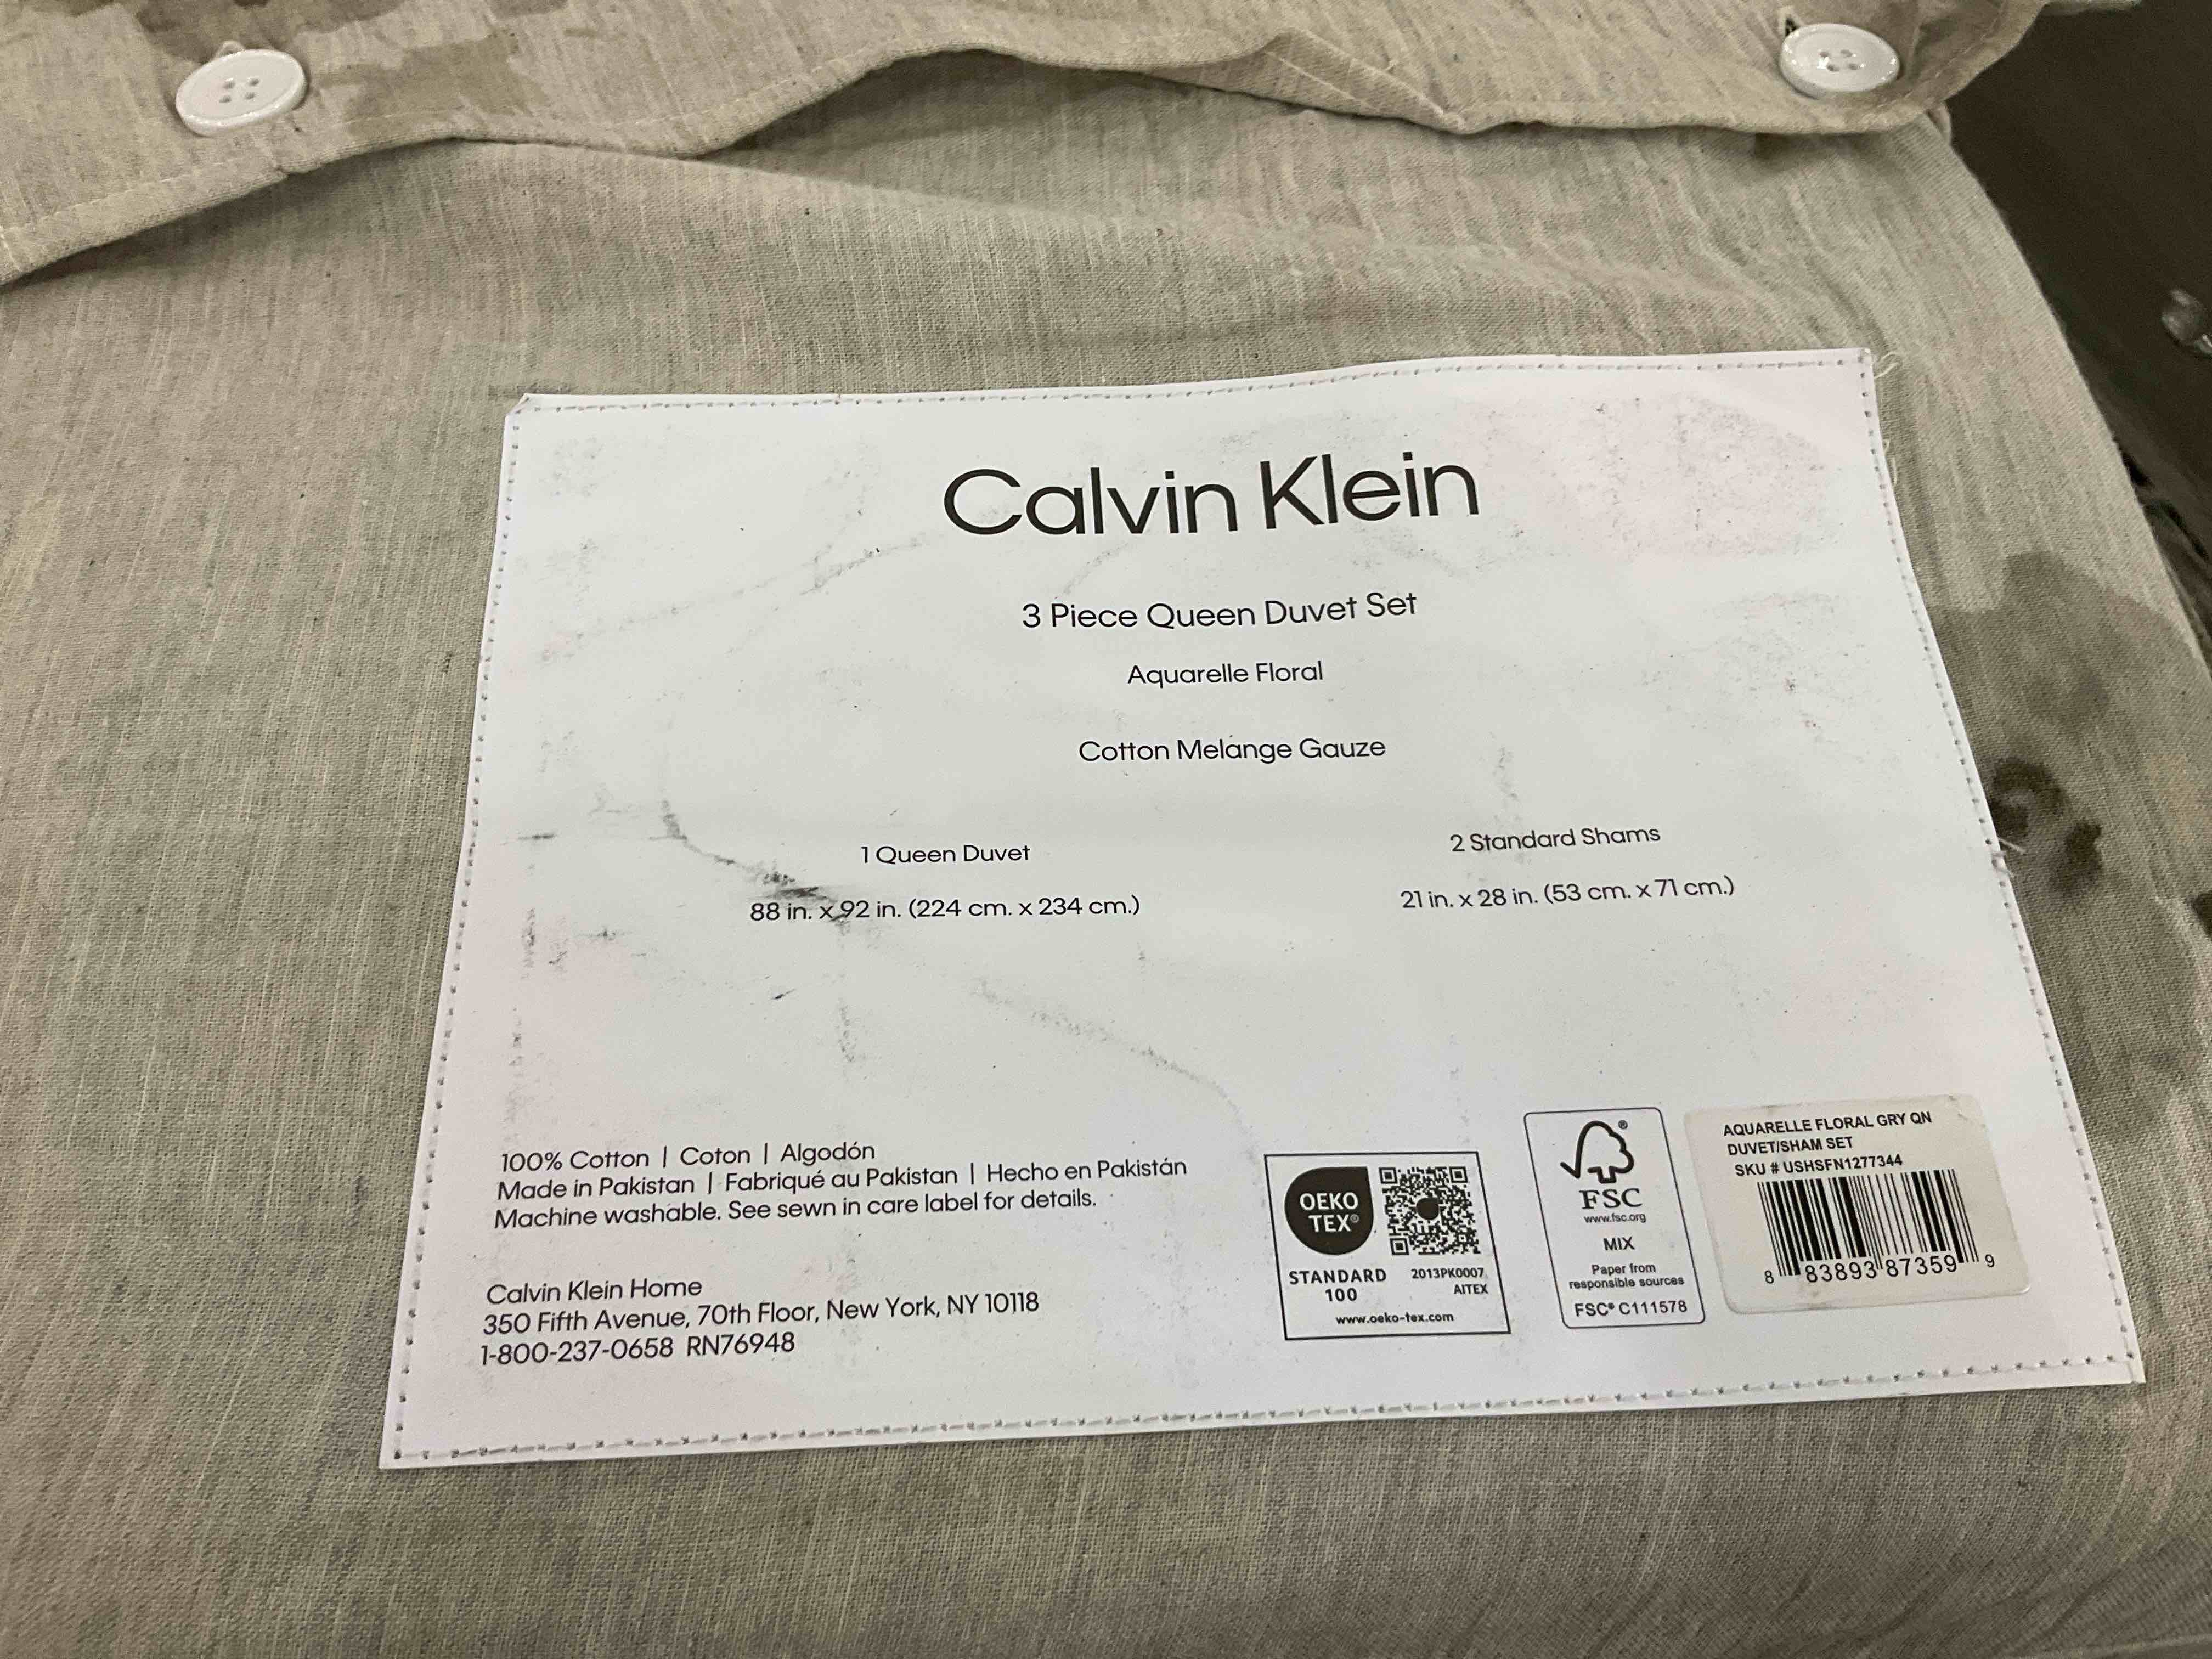 Calvin Klein
3 Piece Queen Duvet Set
Aquarelle Floral
Cotton Melange Gauze
1 Queen Duvet
88 in. x 92 in. (224 cm. x 234 cm.)
2 Standard Shams
21 in. x 28 in. (53 cm. x 71 cm.)
100% Cotton | Coton | Algodón
Made in Pakistan | Fabriqué au Pakistan | Hecho en Pakistán
Machine washable. See sewn in care label for details.
Calvin Klein Home
350 Fifth Avenue, 70th Floor, New York, NY 10118
1-800-237-0658 RN76948
OEKO
TEX®
STANDARD
100
2013PK0007
AITEX
www.oeko-tex.com
®
FSC
www.fsc.org
MIX
Paper from
responsible sources
FSC® C111578
AQUARELLE FLORAL GRY QN
DUVET/SHAM SET
SKU # USHSFN1277344
8 83893 87359 9